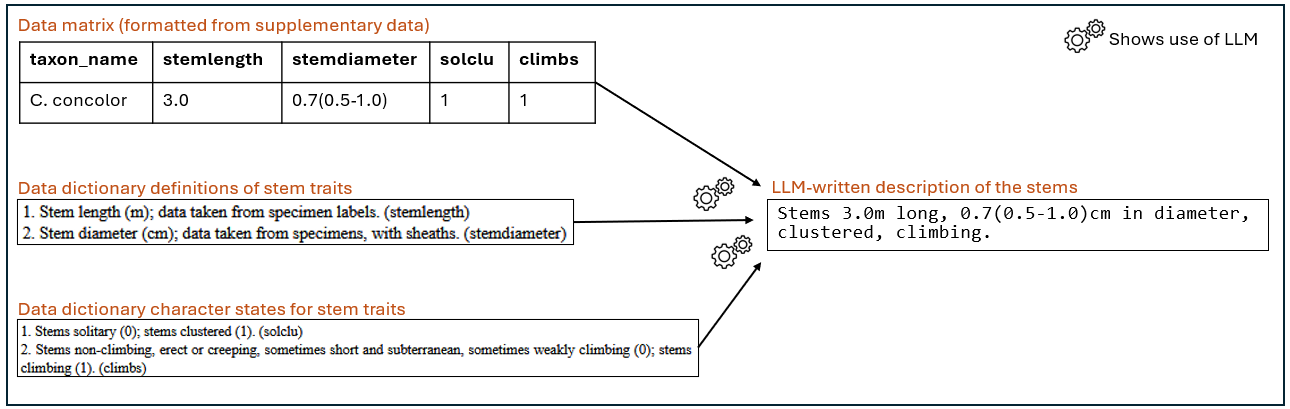 Data matrix (formatted from supplementary data)
Shows use of LLM
taxon_name stemlength stemdiameter solclu climbs
C. concolor 3.0 0.7(0.5-1.0) 1 1
Data dictionary definitions of stem traits
1. Stem length (m); data taken from specimen labels. (stemlength)
2. Stem diameter (cm); data taken from specimens, with sheaths. (stemdiameter)
LLM-written description of the stems
Stems 3.0m long, 0.7(0.5-1.0)cm in diameter,
clustered, climbing.
Data dictionary character states for stem traits
1. Stems solitary (0); stems clustered (1). (solclu)
2. Stems non-climbing, erect or creeping, sometimes short and subterranean, sometimes weakly climbing (0); stems
climbing (1). (climbs)